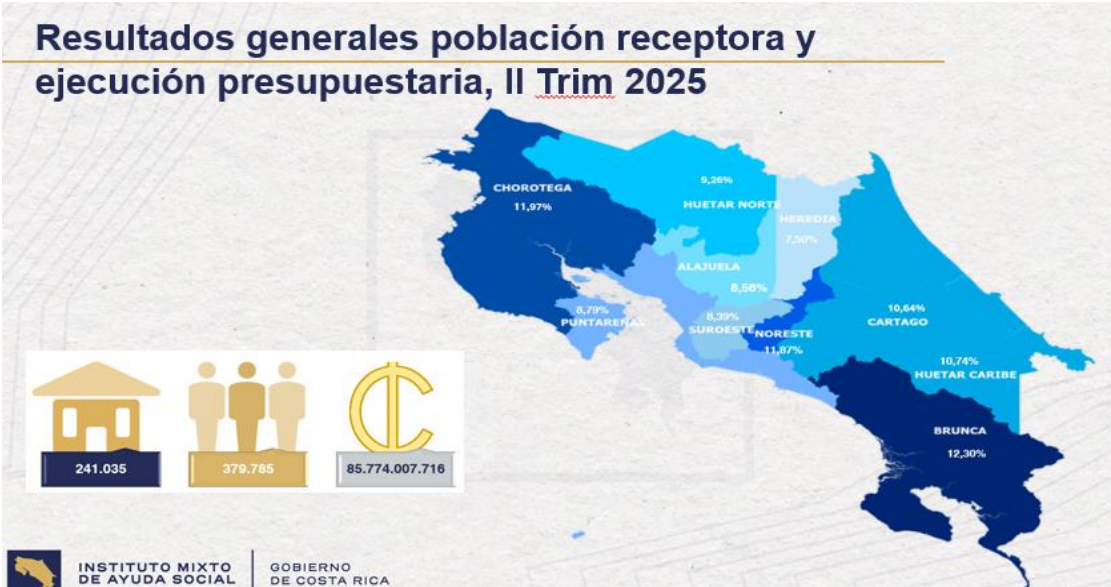 Resultados generales población receptora y
ejecución presupuestaria, II Trim 2025
CHOROTEGA
11,97%
9,26%
HUETAR NORTE
HEREDIA
7,50%
ALAJUELA
8,56%
8,79%
PUNTARENAS
8,39%
SUROESTE
NORESTE
11,87%
10,64%
CARTAGO
10,74%
HUETAR CARIBE
BRUNCA
12,30%
241.035
379.785
85.774.007.716
INSTITUTO MIXTO
DE AYUDA SOCIAL
GOBIERNO
DE COSTA RICA